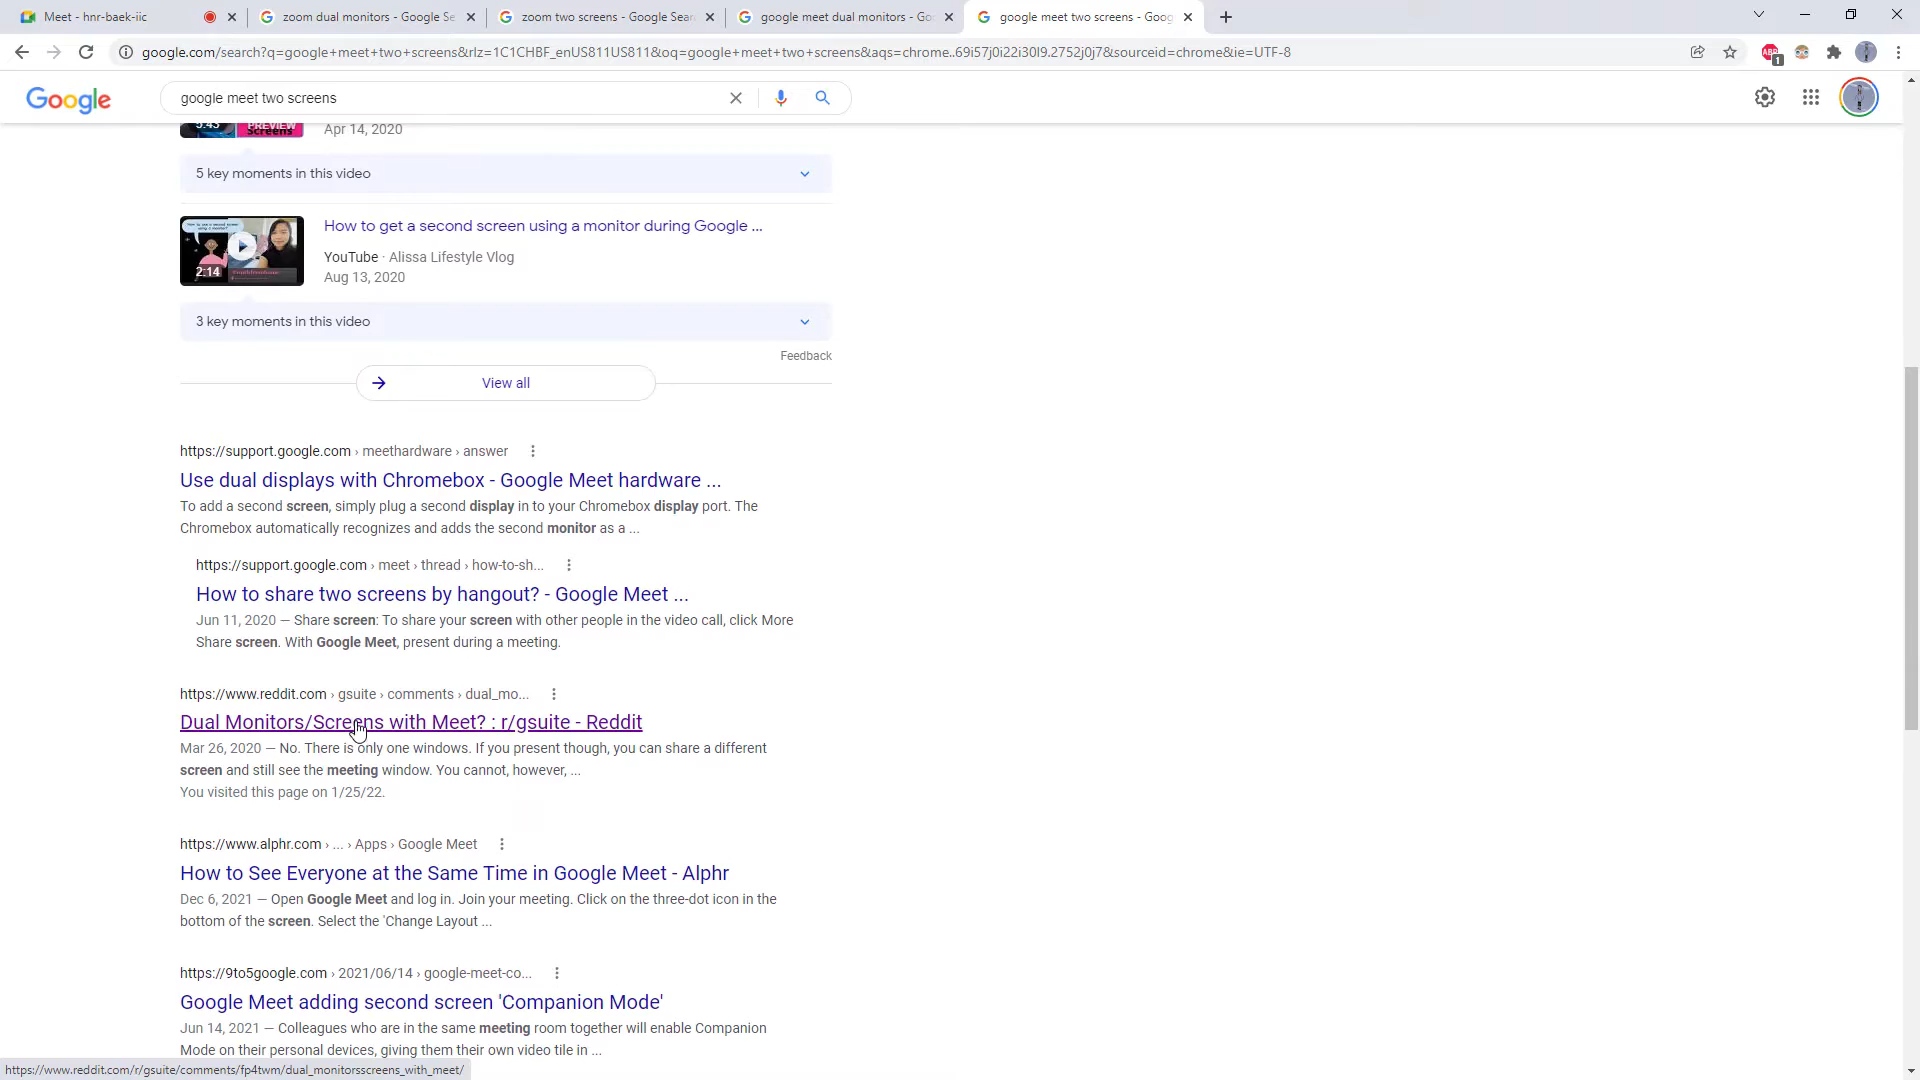 Meet - hnr-baek-iic
zoom dual monitors - Google Se
zoom two screens - Google Sear
google meet dual monitors - Go
google meet two screens - Goog
google.com/search?q=google+meet+two+screens&rlz=1C1CHBF_enUS811US811&oq=google+meet+two+screens&aqs=chrome..69i57j0i22i30l9.2752j0j7&sourceid=chrome&ie=UTF-8
ABP
1
Google
google meet two screens
5:43
PREVIEW
Screens
Apr 14, 2020
5 key moments in this video
2:14
How to get a second screen using a monitor during Google ...
YouTube · Alissa Lifestyle Vlog
Aug 13, 2020
3 key moments in this video
Feedback
View all
https://support.google.com › meethardware › answer
Use dual displays with Chromebox - Google Meet hardware ...
To add a second screen, simply plug a second display in to your Chromebox display port. The
Chromebox automatically recognizes and adds the second monitor as a ...
https://support.google.com › meet › thread › how-to-sh...
How to share two screens by hangout? - Google Meet ...
Jun 11, 2020 — Share screen: To share your screen with other people in the video call, click More
Share screen. With Google Meet, present during a meeting.
https://www.reddit.com › gsuite › comments › dual_mo...
Dual Monitors/Screens with Meet? : r/gsuite - Reddit
Mar 26, 2020 — No. There is only one windows. If you present though, you can share a different
screen and still see the meeting window. You cannot, however, ...
You visited this page on 1/25/22.
https://www.alphr.com › ... › Apps › Google Meet
How to See Everyone at the Same Time in Google Meet - Alphr
Dec 6, 2021 — Open Google Meet and log in. Join your meeting. Click on the three-dot icon in the
bottom of the screen. Select the 'Change Layout ...
https://9to5google.com › 2021/06/14 › google-meet-co...
Google Meet adding second screen 'Companion Mode'
Jun 14, 2021 — Colleagues who are in the same meeting room together will enable Companion
Mode on their personal devices, giving them their own video tile in ...
https://www.reddit.com/r/gsuite/comments/fp4twm/dual_monitorsscreens_with_meet/